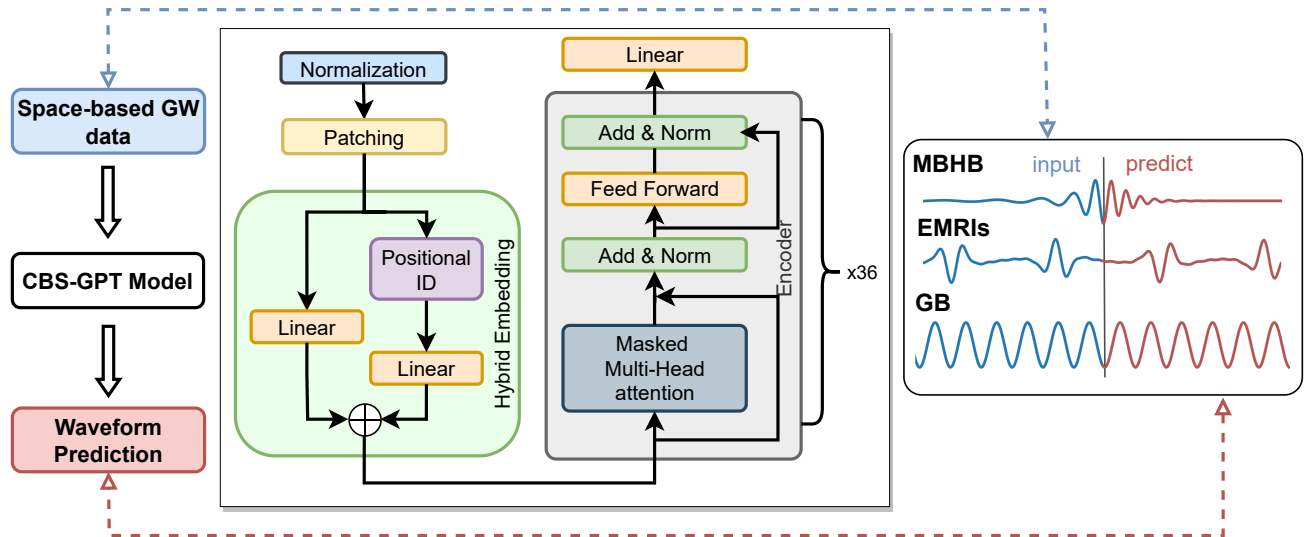 Space-based GW
data
CBS-GPT Model
Waveform
Prediction
Normalization
Patching
Positional
ID
Linear
Linear
Hybrid Embedding
Linear
Add & Norm
Feed Forward
Add & Norm
Masked
Multi-Head
attention
Encoder
x36
input
predict
MBHB
EMRIs
GB